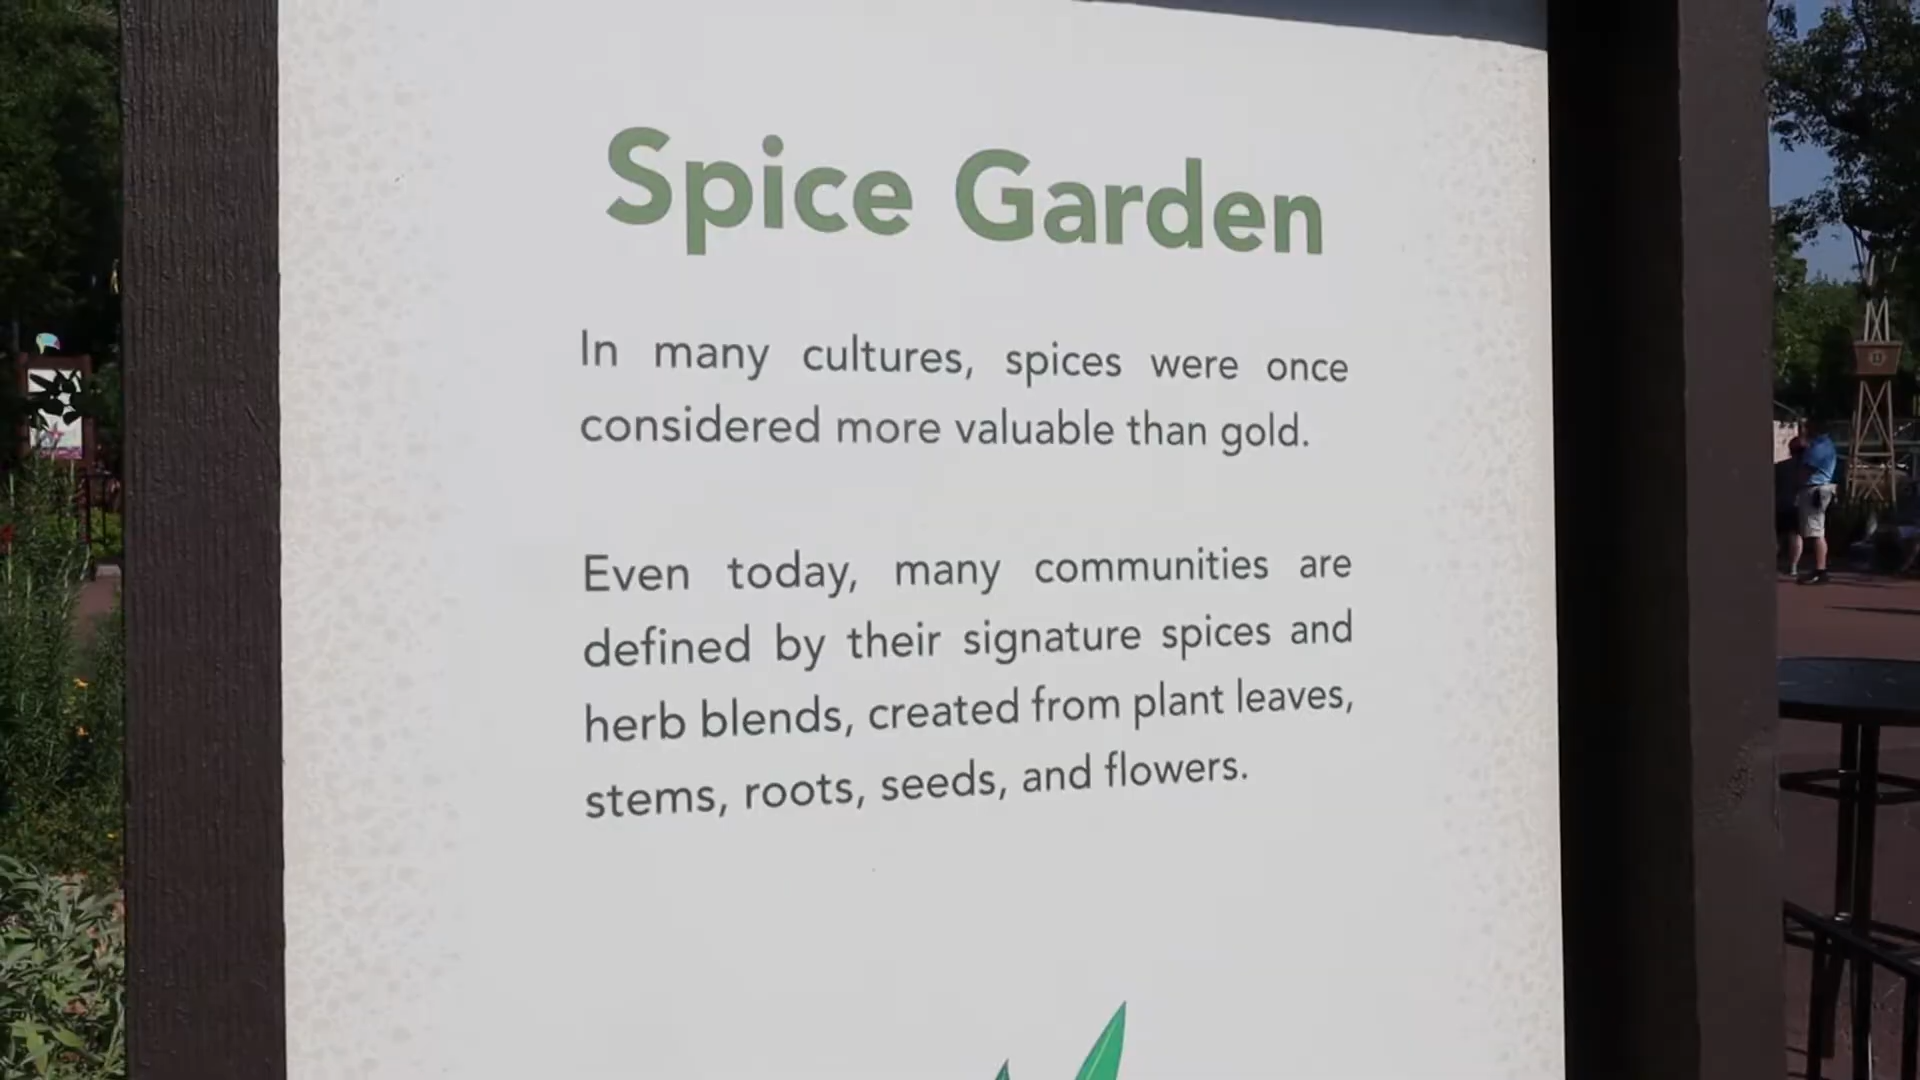 Spice Garden
In many cultures, spices were once
considered more valuable than gold.
Even today, many communities are
defined by their signature spices and
herb blends, created from plant leaves,
stems, roots, seeds, and flowers.